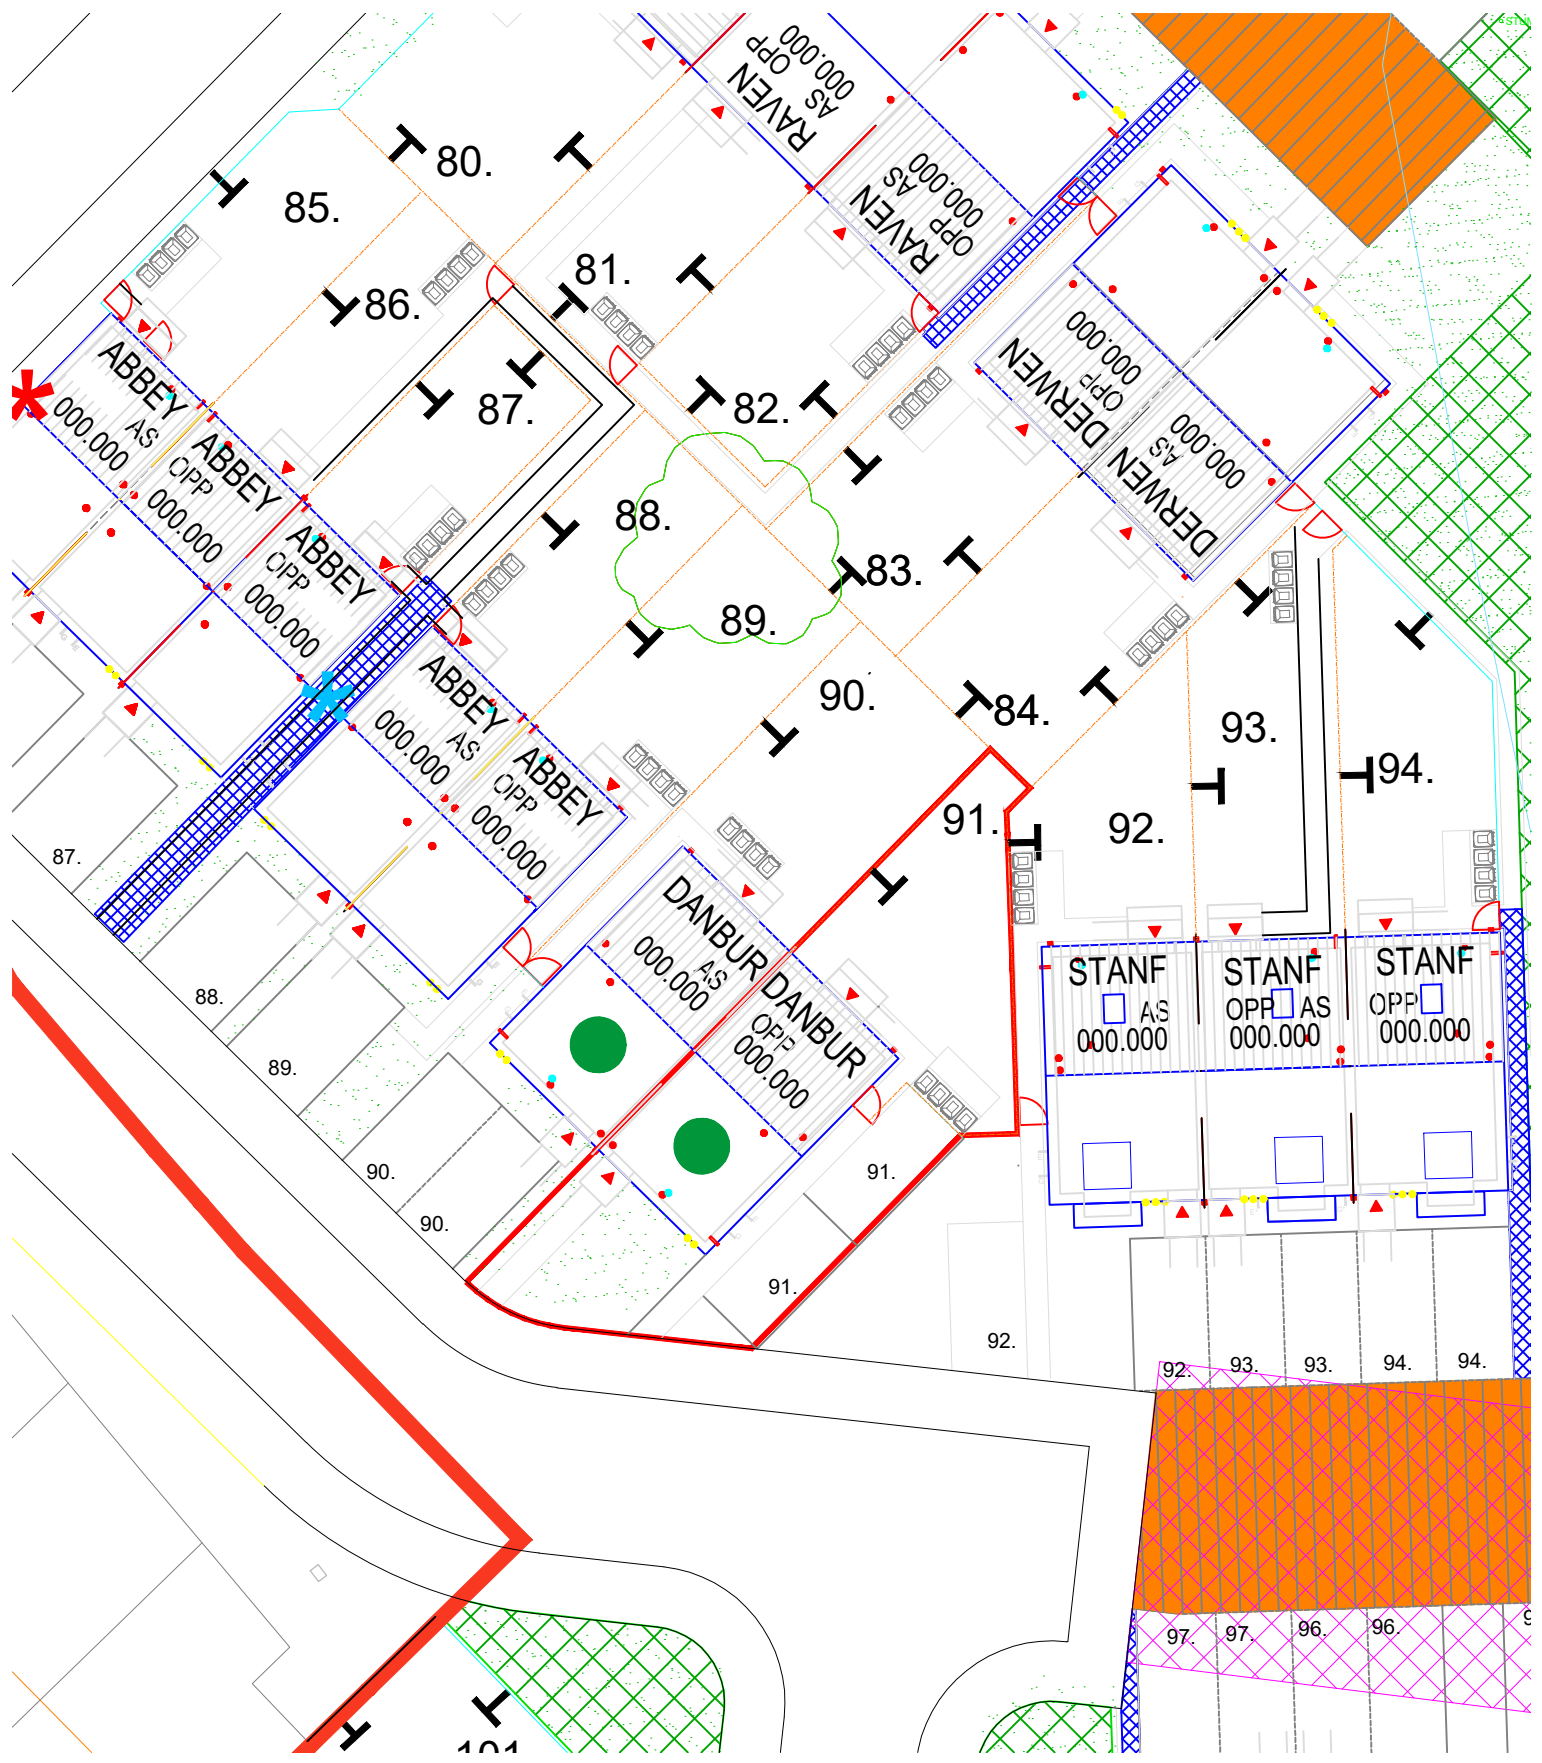 RAVEN
AS
OPP
000.000
RAVEN
OPP AS
000.000
80.
85.
81.
86.
82.
87.
88.
83.
89.
90.
84.
93.
94.
91.
92.
ABBEY
AS
000.000
ABBEY
OPP
000.000
ABBEY
OPP
000.000
ABBEY
AS
000.000
ABBEY
OPP
000.000
DERWEN
OPP
000.000
DERWEN
AS
000.000
DANBUR
AS
000.000
DANBUR
OPP
000.000
STANF
AS
000.000
STANF
OPP AS
000.000
STANF
OPP
000.000
87.
88.
89.
90.
90.
91.
91.
92.
92.
93.
93.
94.
94.
97.
97.
96.
96.
101